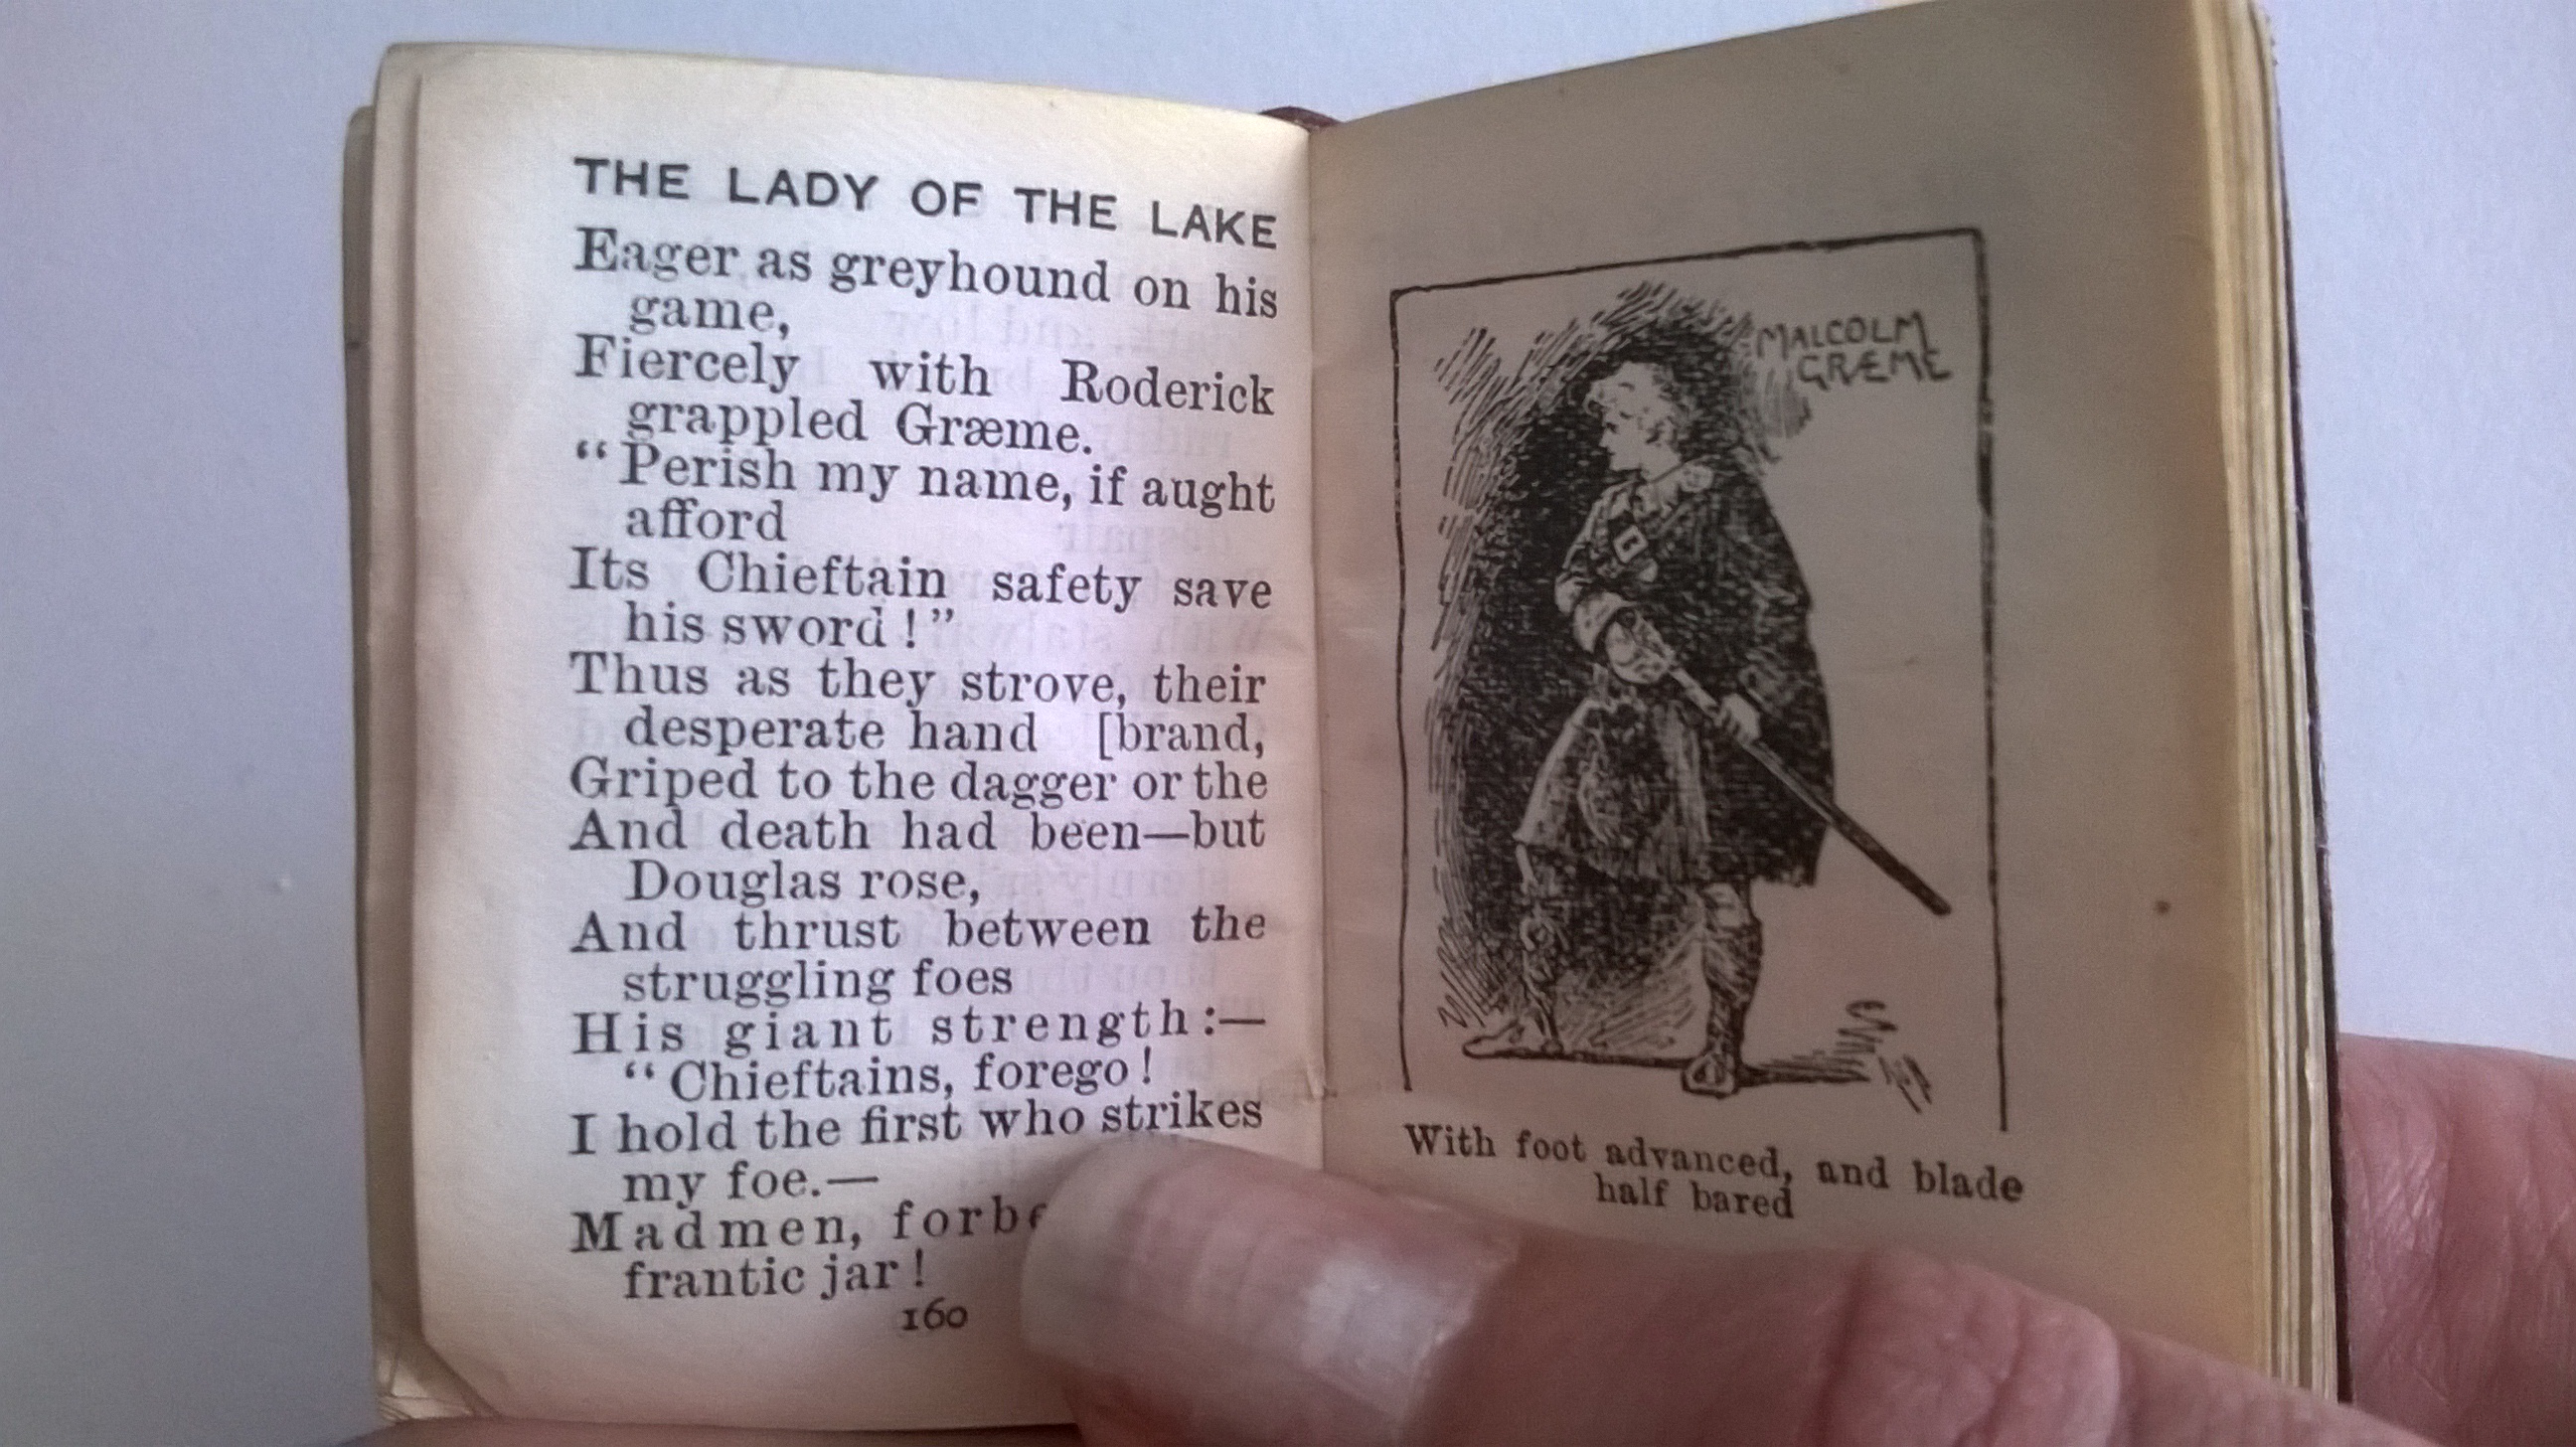 THE LADY OF THE LAKE
Eager as greyhound on his
game,
Fiercely with Roderick
grappled Græme.
“Perish my name, if aught
afford
Its Chieftain safety save
his sword!”
Thus as they strove, their
desperate hand [brand,
Griped to the dagger or the
And death had been—but
Douglas rose,
And thrust between the
struggling foes
His giant strength:—
“Chieftains, forego!
I hold the first who strikes
my foe.—
Madmen,
frantic jar!
160
MALCOLM
GRÆME
With foot advanced, and blade
half bared